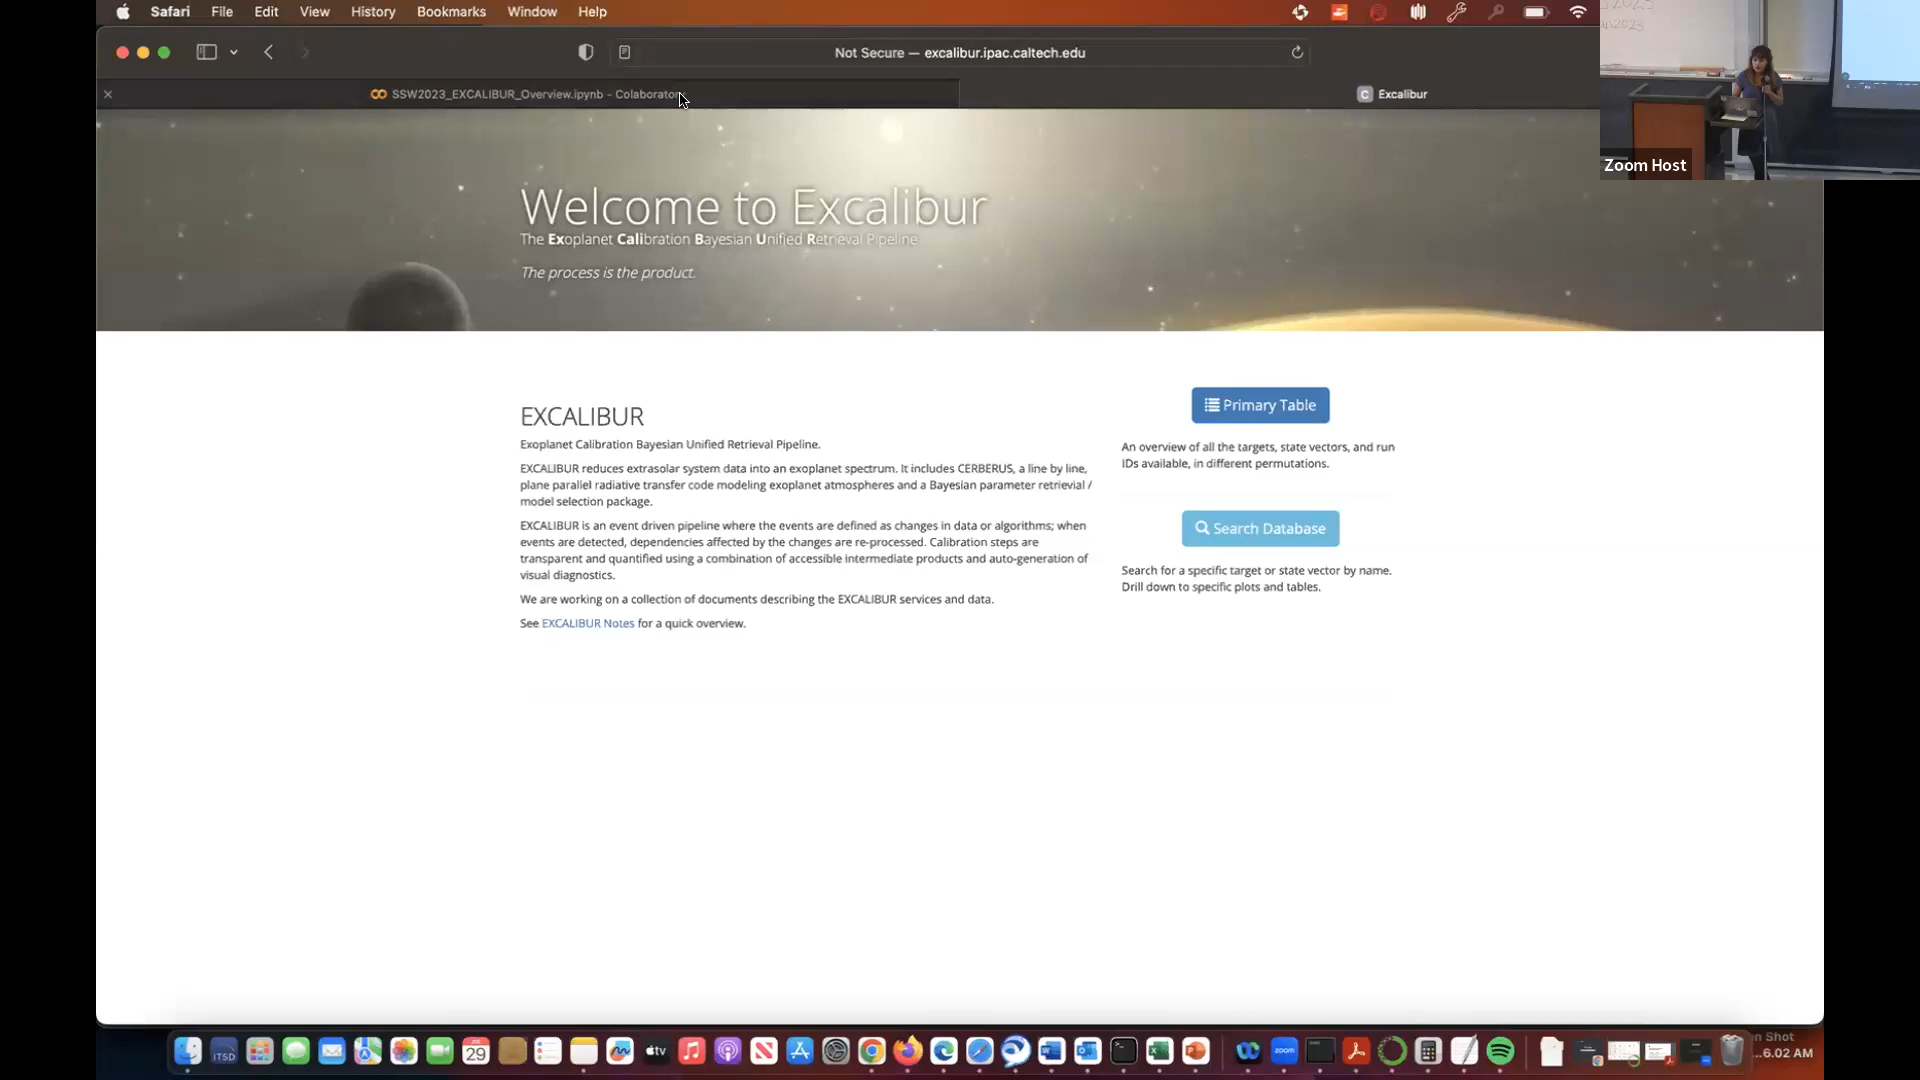 Safari File Edit View History Bookmarks Window Help
Not Secure — excalibur.ipac.caltech.edu
SSW2023_EXCALIBUR_Overview.ipynb - Colaboratory
Excalibur
2023
Zoom Host
Welcome to Excalibur
The Exoplanet Calibration Bayesian Unified Retrieval Pipeline
The process is the product.
EXCALIBUR
Exoplanet Calibration Bayesian Unified Retrieval Pipeline.
EXCALIBUR reduces extrasolar system data into an exoplanet spectrum. It includes CERBERUS, a line by line,
plane parallel radiative transfer code modeling exoplanet atmospheres and a Bayesian parameter retrievial /
model selection package.
EXCALIBUR is an event driven pipeline where the events are defined as changes in data or algorithms; when
events are detected, dependencies affected by the changes are re-processed. Calibration steps are
transparent and quantified using a combination of accessible intermediate products and auto-generation of
visual diagnostics.
We are working on a collection of documents describing the EXCALIBUR services and data.
See EXCALIBUR Notes for a quick overview.
Primary Table
An overview of all the targets, state vectors, and run
IDs available, in different permutations.
Search Database
Search for a specific target or state vector by name.
Drill down to specific plots and tables.
ITSD
29
tv
zoom
n Shot
...6.02 AM